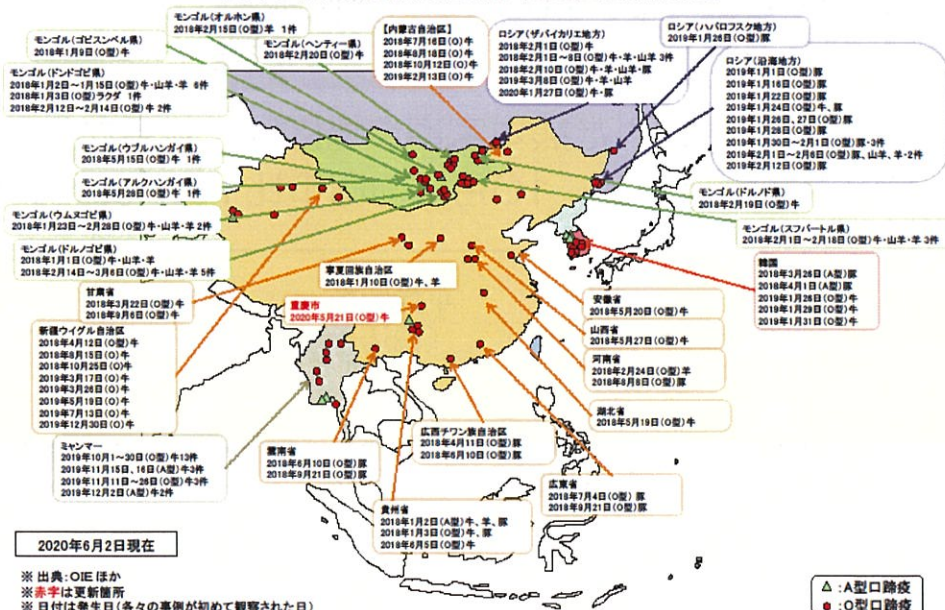 モンゴル(オルホン県)
2018年2月15日(O型)羊 1件
モンゴル(ゴビスンベル県)
2018年1月9日(O型)牛
モンゴル(ヘンティー県)
2018年2月20日(O型)牛
【内蒙古自治区】
2018年7月16日(O)牛
2018年8月18日(O)牛
2018年10月12日(O)牛
2019年2月13日(O)牛
ロシア(ザバイカリエ地方)
2018年2月1日(O型)牛
2018年2月1日～8日(O型)牛・羊・山羊 3件
2018年2月10日(O型)牛・羊・山羊・豚
2019年3月8日(O型)牛・羊・山羊
2020年1月27日(O型)牛・豚
ロシア(ハバロフスク地方)
2019年1月26日(O型)豚
ロシア(沿海地方)
2019年1月1日(O型)豚
2019年1月16日(O型)豚
2019年1月22日(O型)豚
2019年1月24日(O型)牛、豚
2019年1月26日、27日(O型)豚
2019年1月28日(O型)豚
2019年1月30日～2月1日(O型)豚・3件
2019年2月1日～2月6日(O型)豚、山羊、羊・2件
2019年2月12日(O型)豚
モンゴル(ドンドゴビ県)
2018年1月2日～1月15日(O型)牛・山羊・羊 6件
2018年1月3日(O型)ラクダ 1件
2018年2月12日～2月14日(O型)牛 2件
モンゴル(ウブルハンガイ県)
2018年5月15日(O型)牛 1件
モンゴル(アルクハンガイ県)
2018年5月28日(O型)牛 1件
モンゴル(ウムヌゴビ県)
2018年1月23日～2月28日(O型)牛・山羊・羊 2件
モンゴル(ドルノゴビ県)
2018年1月1日(O型)牛・山羊・羊
2018年2月14日～3月6日(O型)牛・山羊・羊 5件
モンゴル(ドルノド県)
2018年2月19日(O型)牛
モンゴル(スフバートル県)
2018年2月1日～2月18日(O型)牛・山羊・羊 3件
韓国
2018年3月26日(A型)豚
2018年4月1日(A型)豚
2019年1月28日(O型)牛
2019年1月29日(O型)牛
2019年1月31日(O型)牛
甘粛省
2018年3月22日(O型)牛
2018年9月6日(O型)牛
寧夏回族自治区
2018年1月10日(O型)牛、羊
重慶市
2020年5月21日(O型)牛
新疆ウイグル自治区
2018年4月12日(O型)牛
2018年8月15日(O)牛
2018年10月25日(O)牛
2019年3月17日(O)牛
2019年3月26日(O)牛
2019年5月19日(O)牛
2019年7月13日(O)牛
2019年12月30日(O)牛
安徽省
2018年5月20日(O型)牛
山西省
2018年5月27日(O型)牛
河南省
2018年2月24日(O型)羊
2018年8月8日(O型)豚
湖北省
2018年5月19日(O型)牛
ミャンマー
2019年10月1～30日(O型)牛13件
2019年11月15日、16日(A型)牛3件
2019年11月11日～26日(O型)牛3件
2019年12月2日(A型)牛2件
雲南省
2018年6月10日(O型)豚
2018年9月21日(O型)豚
広西チワン族自治区
2018年4月11日(O型)豚
2018年6月10日(O型)豚
広東省
2018年7月4日(O型)豚
2018年9月21日(O型)豚
貴州省
2018年1月2日(A型)牛、羊、豚
2018年1月3日(O型)牛、豚
2018年6月5日(O型)牛
2020年6月2日現在
※ 出典:OIE ほか
※赤字は更新箇所
※ 日付は発生日(各々の事例が初めて観察された日)
△:A型口蹄疫
●:O型口蹄疫